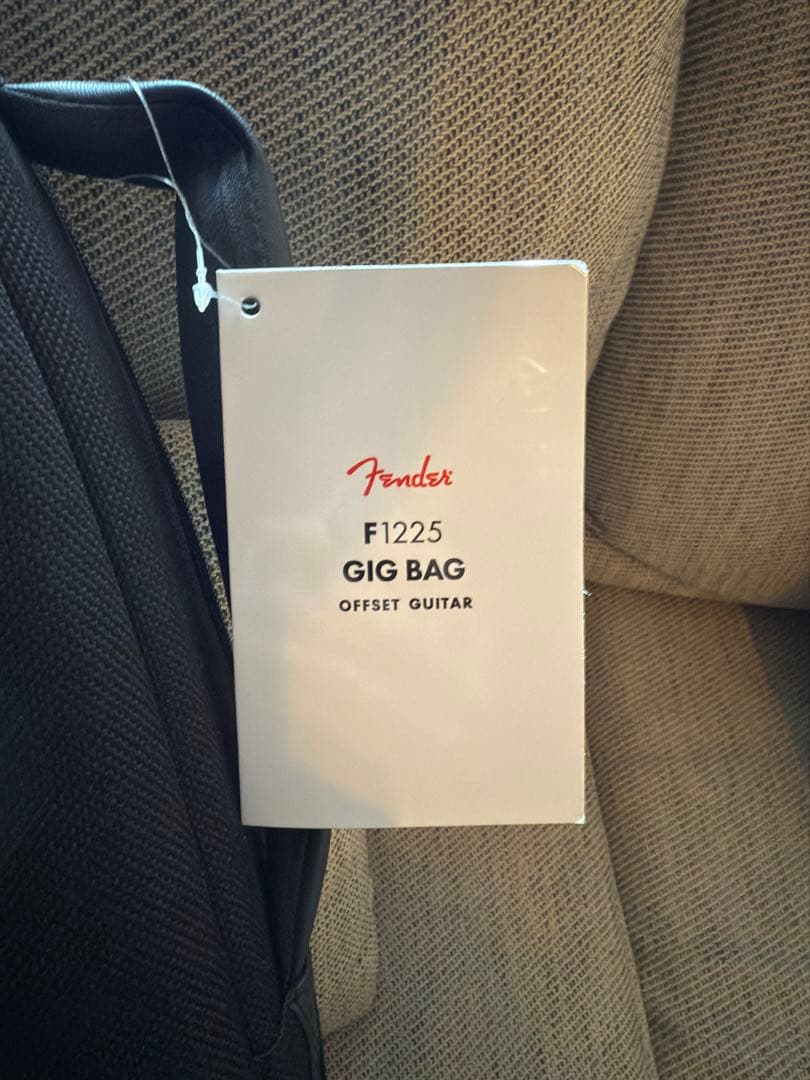 Fender
F1225
GIG BAG
OFFSET GUITAR